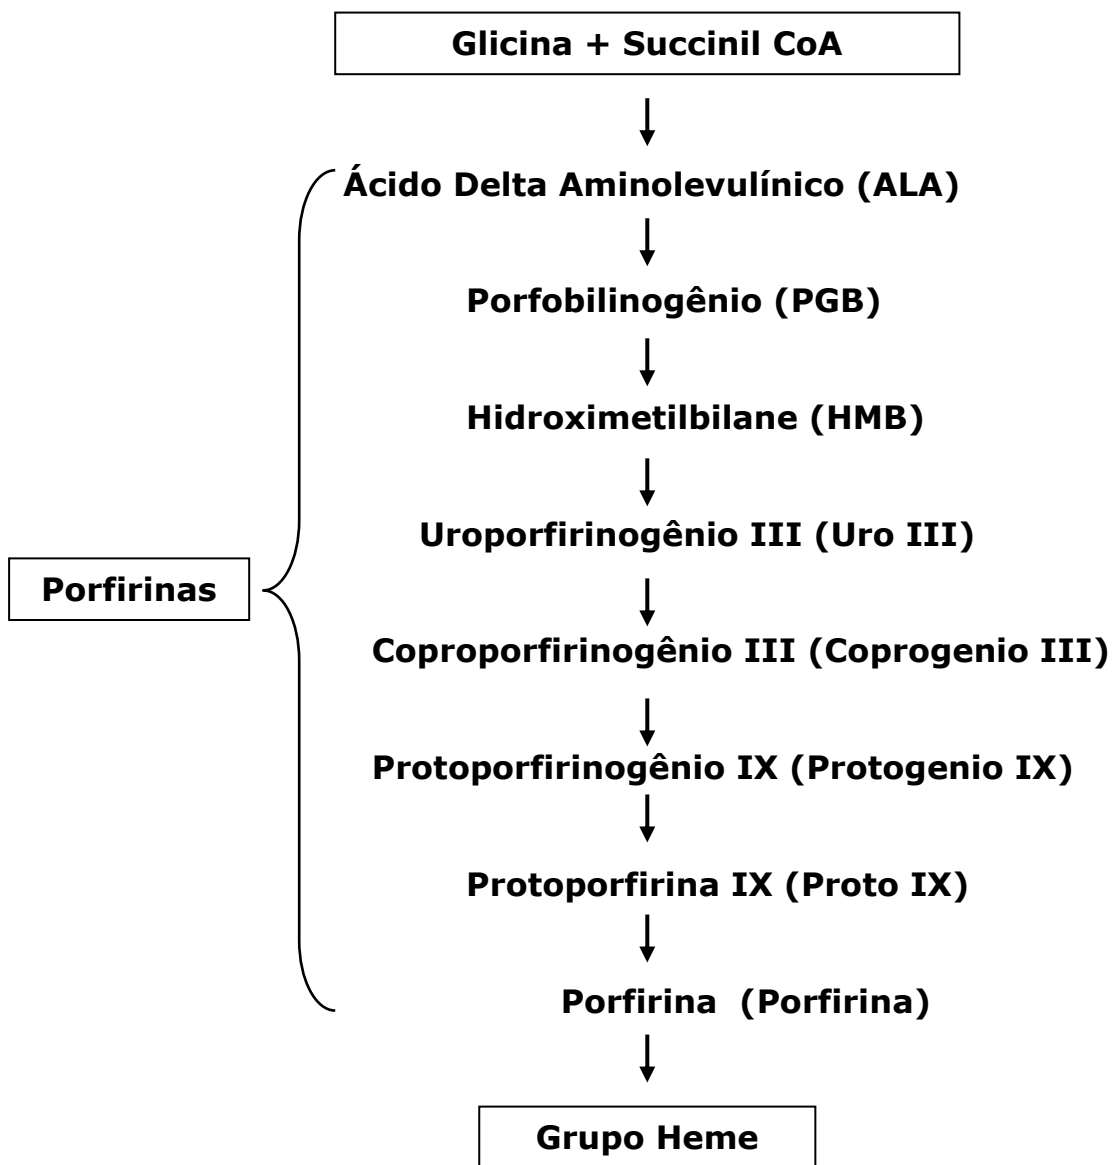 Glicina + Succinil CoA
Ácido Delta Aminolevulínico (ALA)
Porfobilinogênio (PGB)
Hidroximetilbilane (HMB)
Uroporfirinogênio III (Uro III)
Porfirinas
Coproporfirinogênio III (Coprogenio III)
Protoporfirinogênio IX (Protogenio IX)
Protoporfirina IX (Proto IX)
Porfirina (Porfirina)
Grupo Heme